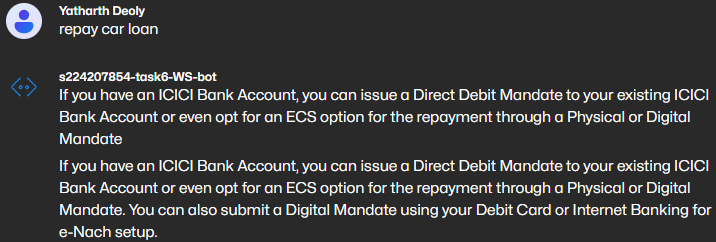 Yatharth Deoly
repay car loan
s224207854-task6-WS-bot
If you have an ICICI Bank Account, you can issue a Direct Debit Mandate to your existing ICICI
Bank Account or even opt for an ECS option for the repayment through a Physical or Digital
Mandate
If you have an ICICI Bank Account, you can issue a Direct Debit Mandate to your existing ICICI
Bank Account or even opt for an ECS option for the repayment through a Physical or Digital
Mandate. You can also submit a Digital Mandate using your Debit Card or Internet Banking for
e-Nach setup.